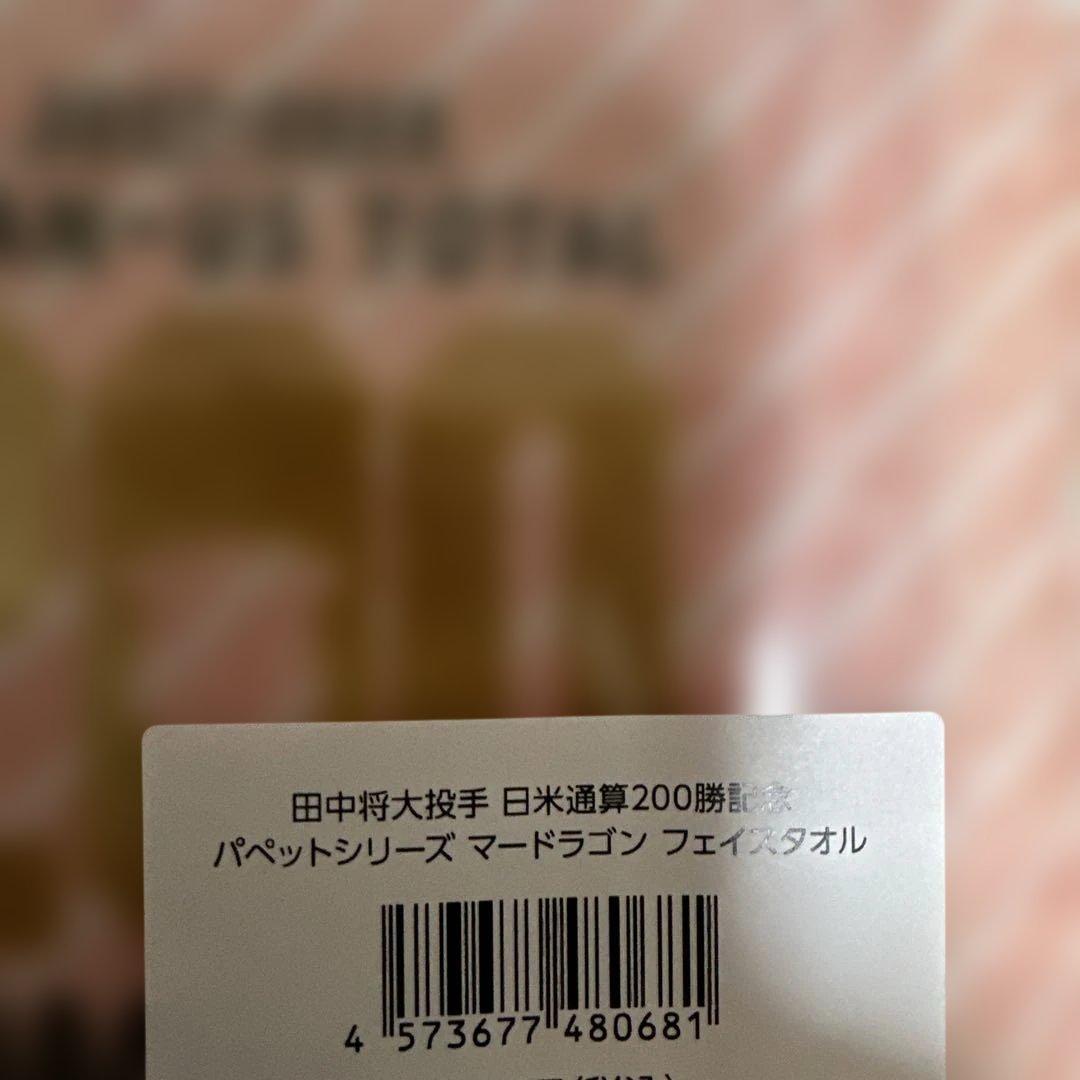 TOTAL
田中将大投手 日米通算200勝記念
パペットシリーズ マードラゴン フェイスタオル
4 573677 480681